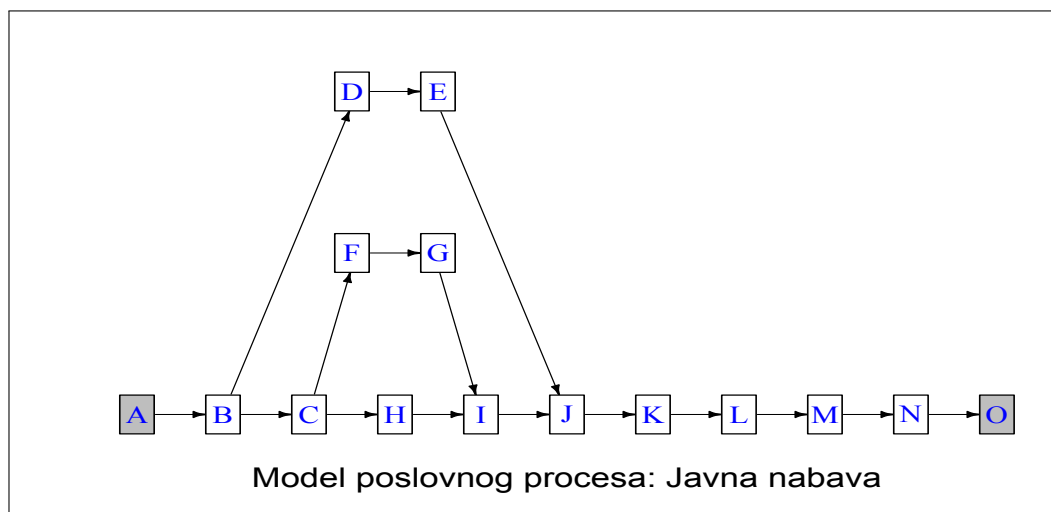 D E
F G
A B C H I J K L M N O
Model poslovnog procesa: Javna nabava